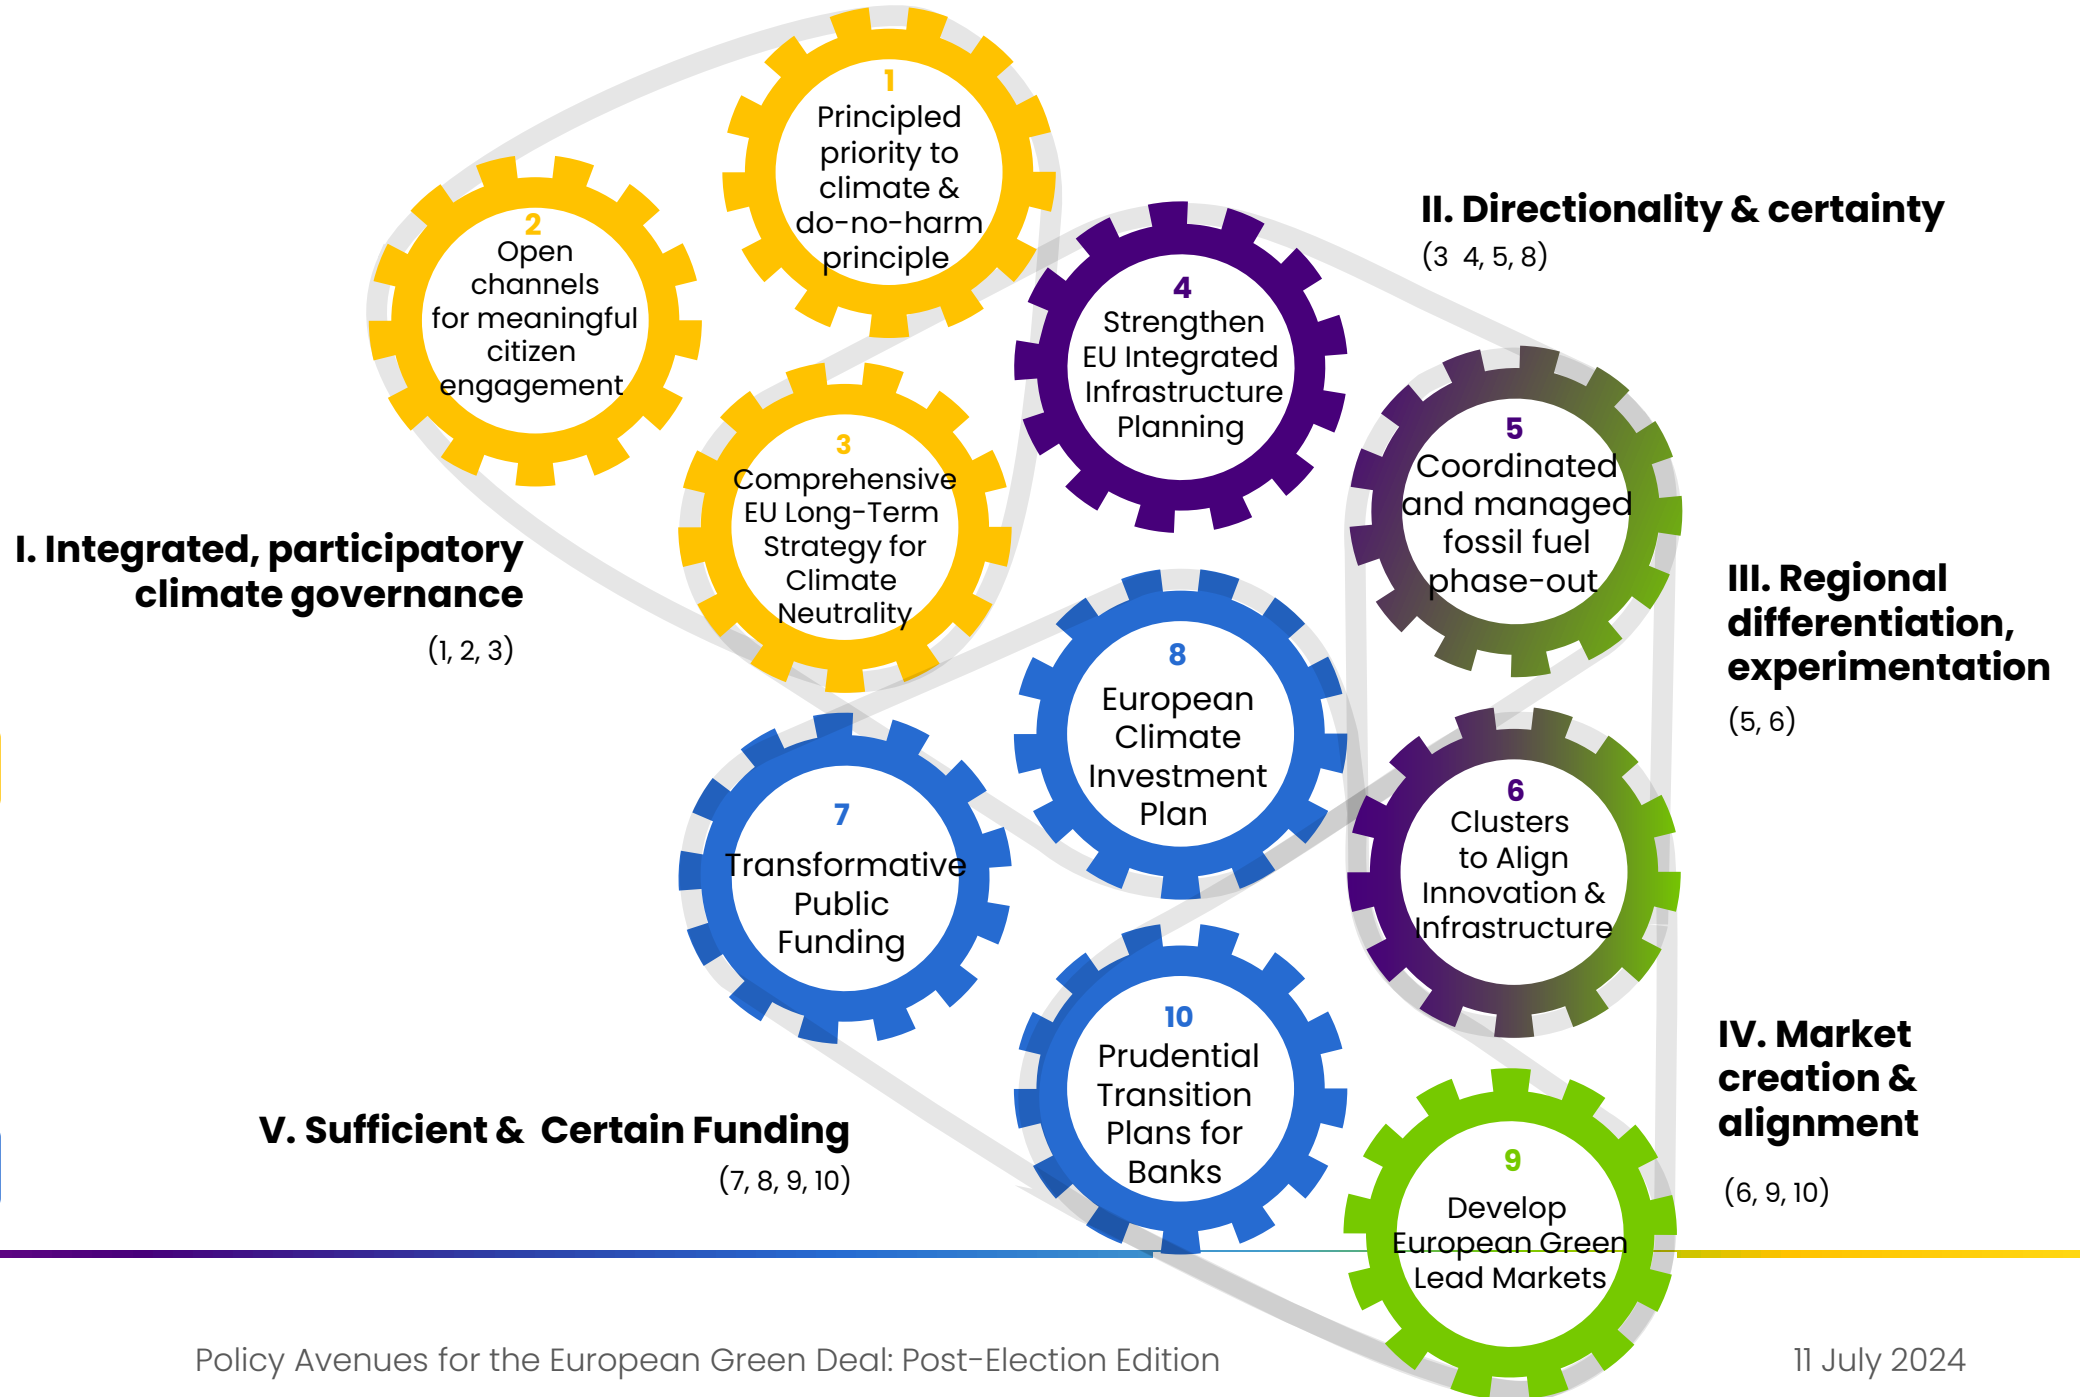 1
Principled
priority to
climate &
do-no-harm
principle
2
Open
channels
for meaningful
citizen
engagement
3
Comprehensive
EU Long-Term
Strategy for
Climate
Neutrality
I. Integrated, participatory
climate governance
(1, 2, 3)
4
Strengthen
EU Integrated
Infrastructure
Planning
II. Directionality & certainty
(3  4, 5, 8)
5
Coordinated
and managed
fossil fuel
phase-out
III. Regional
differentiation,
experimentation
(5, 6)
8
European
Climate
Investment
Plan
6
Clusters
to Align
Innovation &
Infrastructure
7
Transformative
Public
Funding
10
Prudential
Transition
Plans for
Banks
IV. Market
creation &
alignment
(6, 9, 10)
9
Develop
European Green
Lead Markets
V. Sufficient &  Certain Funding
(7, 8, 9, 10)
Policy Avenues for the European Green Deal: Post-Election Edition
11 July 2024